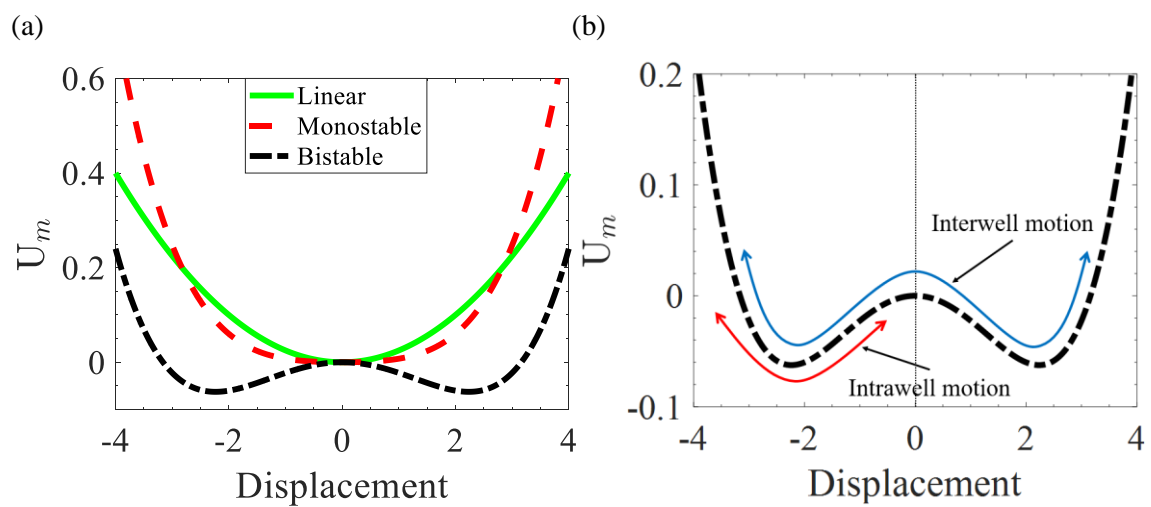 (a)
(b)
0.6
0.4
0.2
0
U_m
-4
-2
0
2
4
Displacement
Linear
Monostable
Bistable
0.2
0.1
0
-0.1
U_m
-4
-2
0
2
4
Displacement
Interwell motion
Intrawell motion